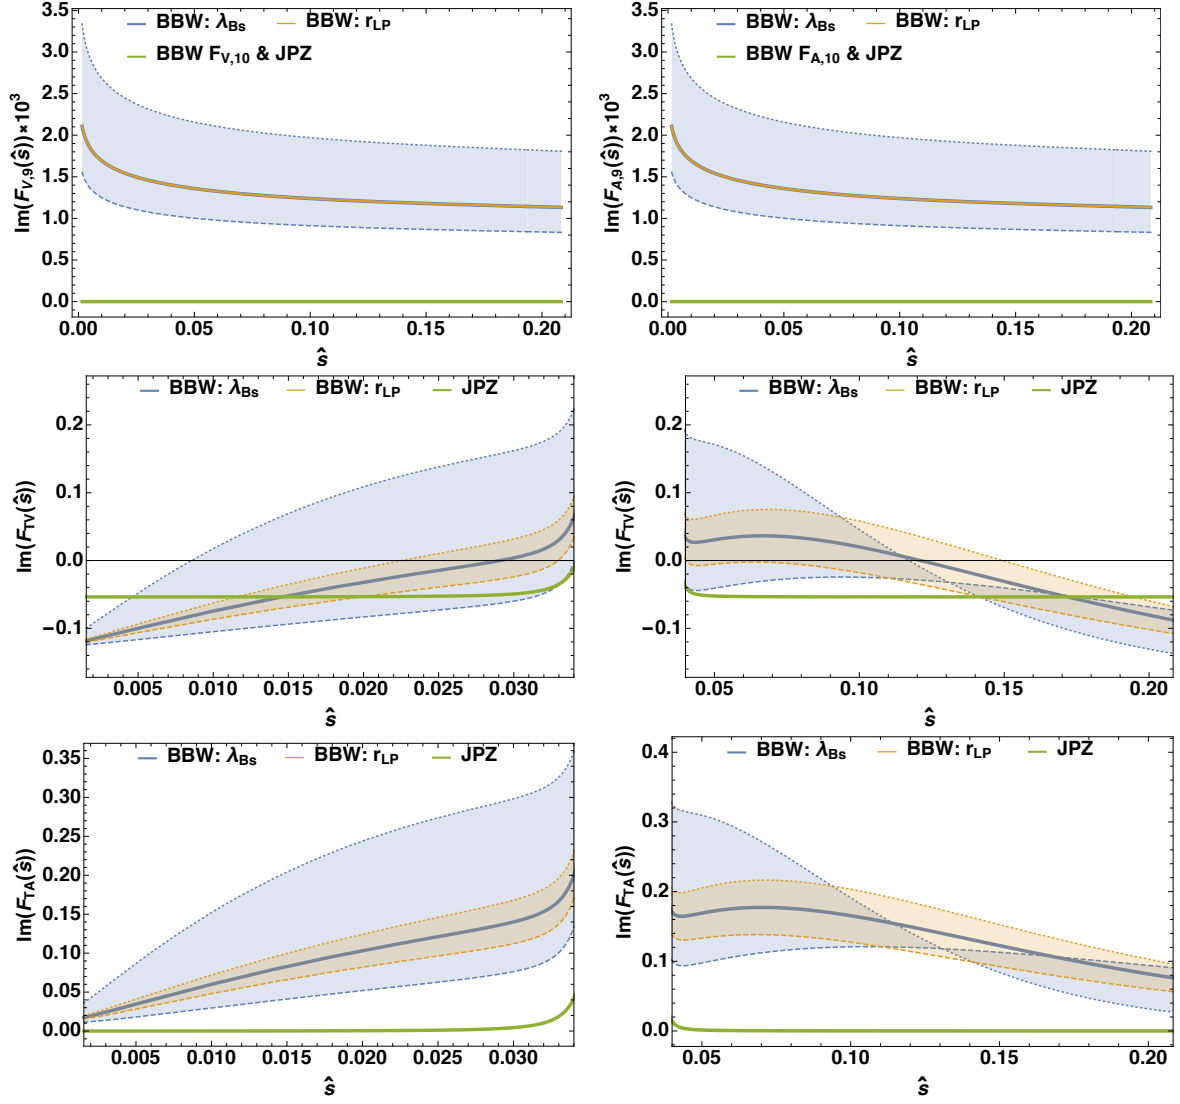 BBW: λBs BBW: rLP
BBW FV,10 & JPZ
Im(FV,9(ŝ))×10³
3.5
3.0
2.5
2.0
1.5
1.0
0.5
0.0
0.00 0.05 0.10 0.15 0.20
ŝ
BBW: λBs BBW: rLP
BBW FA,10 & JPZ
Im(FA,9(ŝ))×10³
3.5
3.0
2.5
2.0
1.5
1.0
0.5
0.0
0.00 0.05 0.10 0.15 0.20
ŝ
BBW: λBs BBW: rLP JPZ
Im(FTV(ŝ))
0.2
0.1
0.0
−0.1
0.005 0.010 0.015 0.020 0.025 0.030
ŝ
BBW: λBs BBW: rLP JPZ
Im(FTV(ŝ))
0.2
0.1
0.0
−0.1
0.05 0.10 0.15 0.20
ŝ
BBW: λBs BBW: rLP JPZ
Im(FTA(ŝ))
0.35
0.30
0.25
0.20
0.15
0.10
0.05
0.00
0.005 0.010 0.015 0.020 0.025 0.030
ŝ
BBW: λBs BBW: rLP JPZ
Im(FTA(ŝ))
0.4
0.3
0.2
0.1
0.0
0.05 0.10 0.15 0.20
ŝ